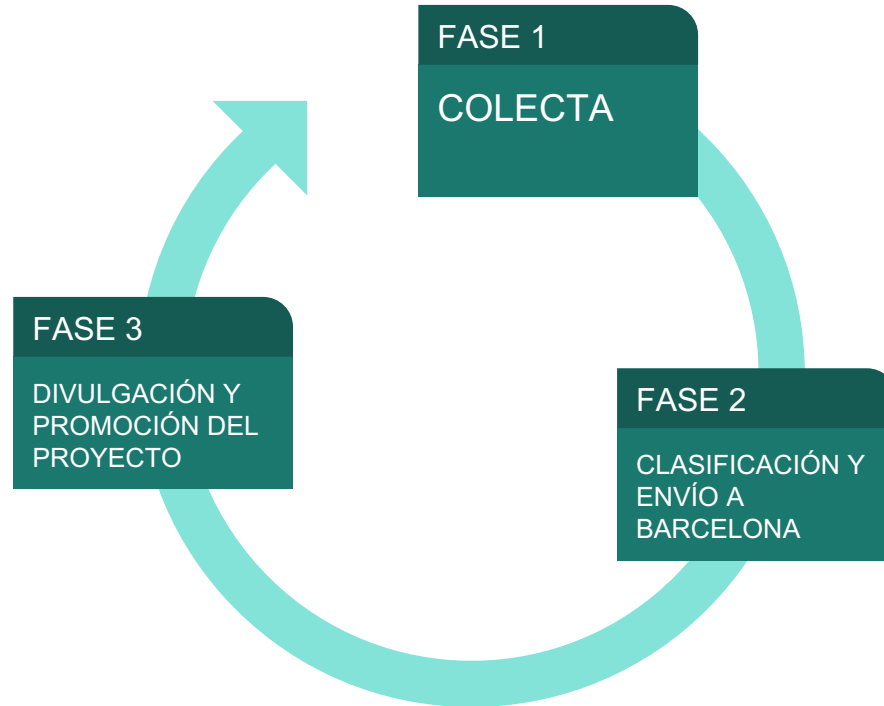 FASE 1
COLECTA
FASE 2
CLASIFICACIÓN Y
ENVÍO A
BARCELONA
FASE 3
DIVULGACIÓN Y
PROMOCIÓN DEL
PROYECTO